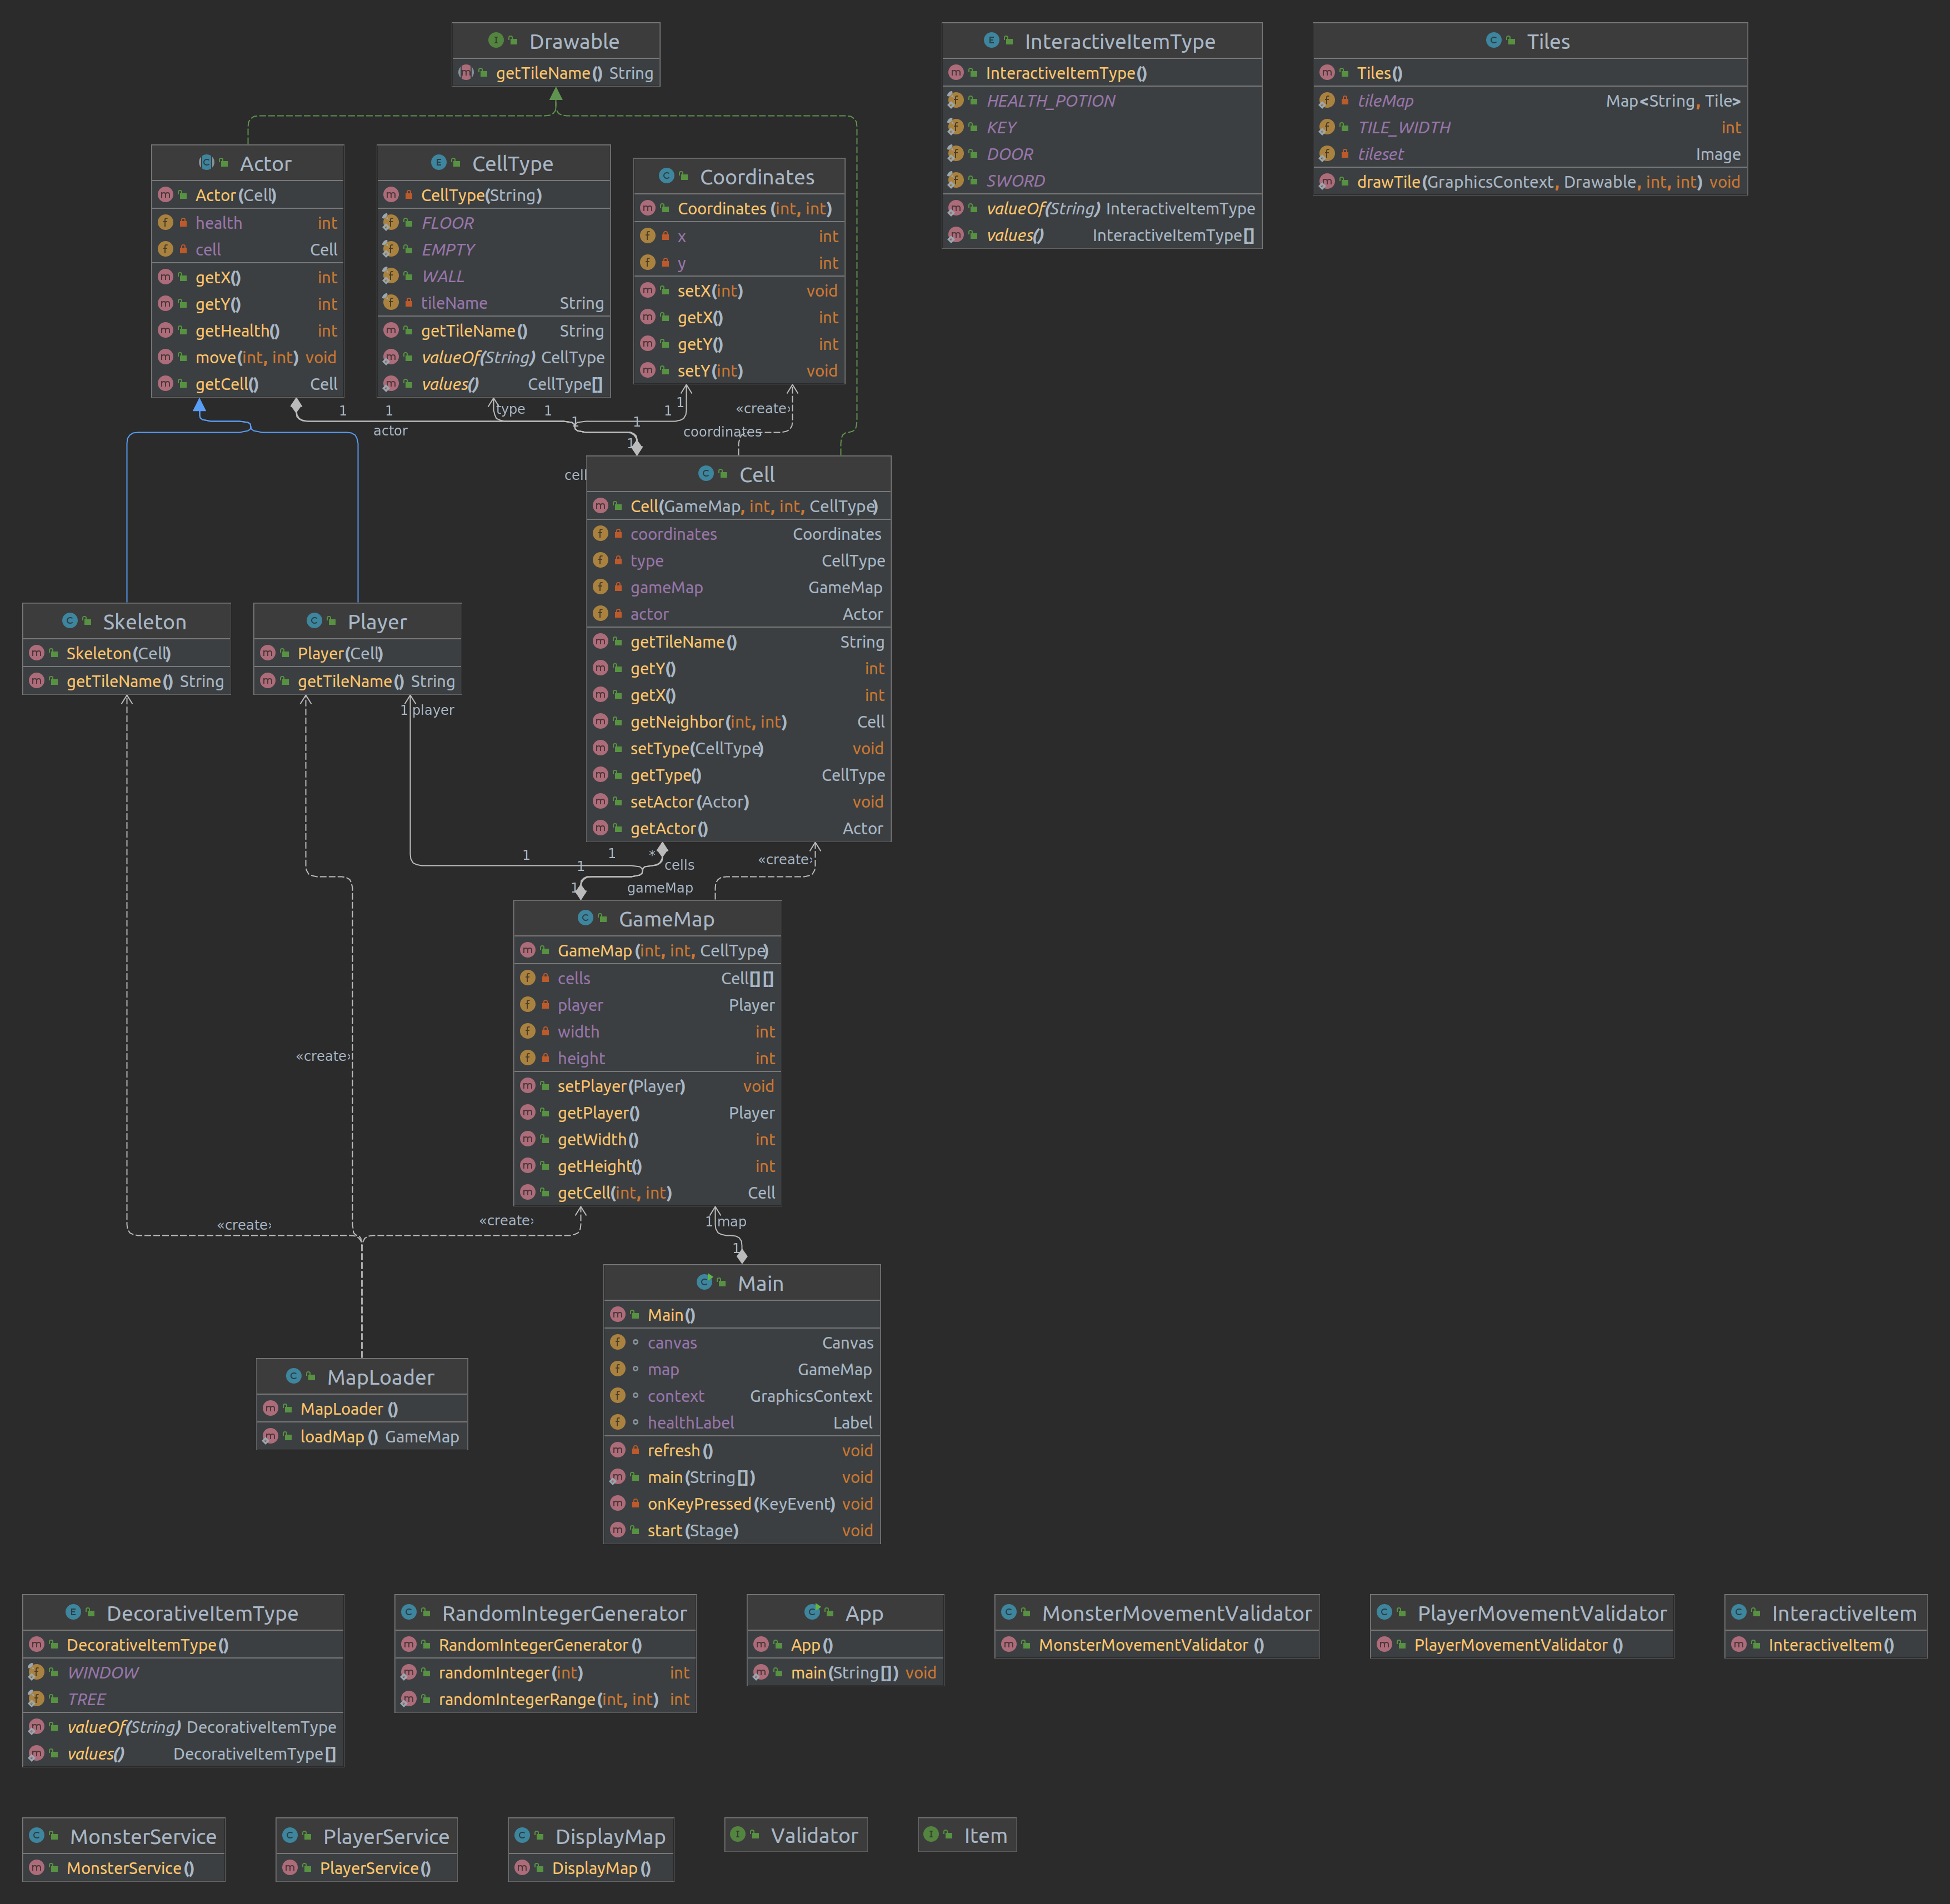 Drawable
getTileName() String
InteractiveItemType
InteractiveItemType()
HEALTH_POTION
KEY
DOOR
SWORD
valueOf(String) InteractiveItemType
values() InteractiveItemType[]
Tiles
Tiles()
tileMap Map<String, Tile>
TILE_WIDTH int
tileset Image
drawTile(GraphicsContext, Drawable, int, int) void
Actor
Actor(Cell)
health int
cell Cell
getX() int
getY() int
getHealth() int
move(int, int) void
getCell() Cell
CellType
CellType(String)
FLOOR
EMPTY
WALL
tileName String
getTileName() String
valueOf(String) CellType
values() CellType[]
Coordinates
Coordinates(int, int)
x int
y int
setX(int) void
getX() int
getY() int
setY(int) void
1 1 type 1 1 1 1 1 «create»
actor coordinates
1
cell
Cell
Cell(GameMap, int, int, CellType)
coordinates Coordinates
type CellType
gameMap GameMap
actor Actor
getTileName() String
getY() int
getX() int
getNeighbor(int, int) Cell
setType(CellType) void
getType() CellType
setActor(Actor) void
getActor() Actor
Skeleton
Skeleton(Cell)
getTileName() String
Player
Player(Cell)
getTileName() String
1 player
1 1 1 * cells «create»
1 gameMap
GameMap
GameMap(int, int, CellType)
cells Cell[][]
player Player
width int
height int
setPlayer(Player) void
getPlayer() Player
getWidth() int
getHeight() int
getCell(int, int) Cell
«create»
«create» «create»
1 map
1
Main
Main()
canvas Canvas
map GameMap
context GraphicsContext
healthLabel Label
refresh() void
main(String[]) void
onKeyPressed(KeyEvent) void
start(Stage) void
MapLoader
MapLoader()
loadMap() GameMap
DecorativeItemType
DecorativeItemType()
WINDOW
TREE
valueOf(String) DecorativeItemType
values() DecorativeItemType[]
RandomIntegerGenerator
RandomIntegerGenerator()
randomInteger(int) int
randomIntegerRange(int, int) int
App
App()
main(String[]) void
MonsterMovementValidator
MonsterMovementValidator()
PlayerMovementValidator
PlayerMovementValidator()
InteractiveItem
InteractiveItem()
MonsterService
MonsterService()
PlayerService
PlayerService()
DisplayMap
DisplayMap()
Validator
Item